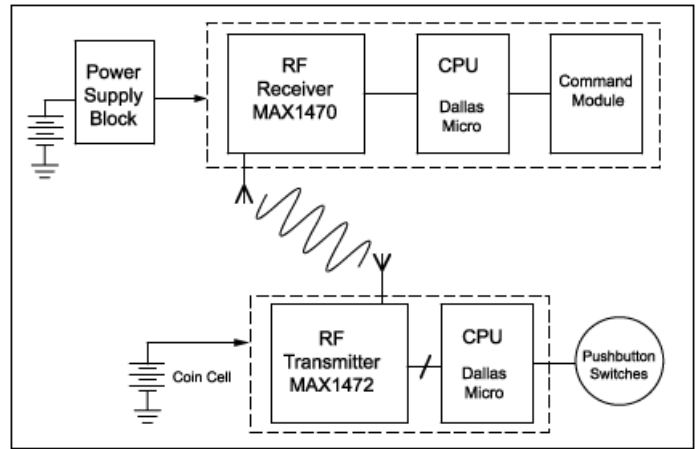 Power
Supply
Block
RF
Receiver
MAX1470
CPU
Dallas
Micro
Command
Module
Coin Cell
RF
Transmitter
MAX1472
CPU
Dallas
Micro
Pushbutton
Switches